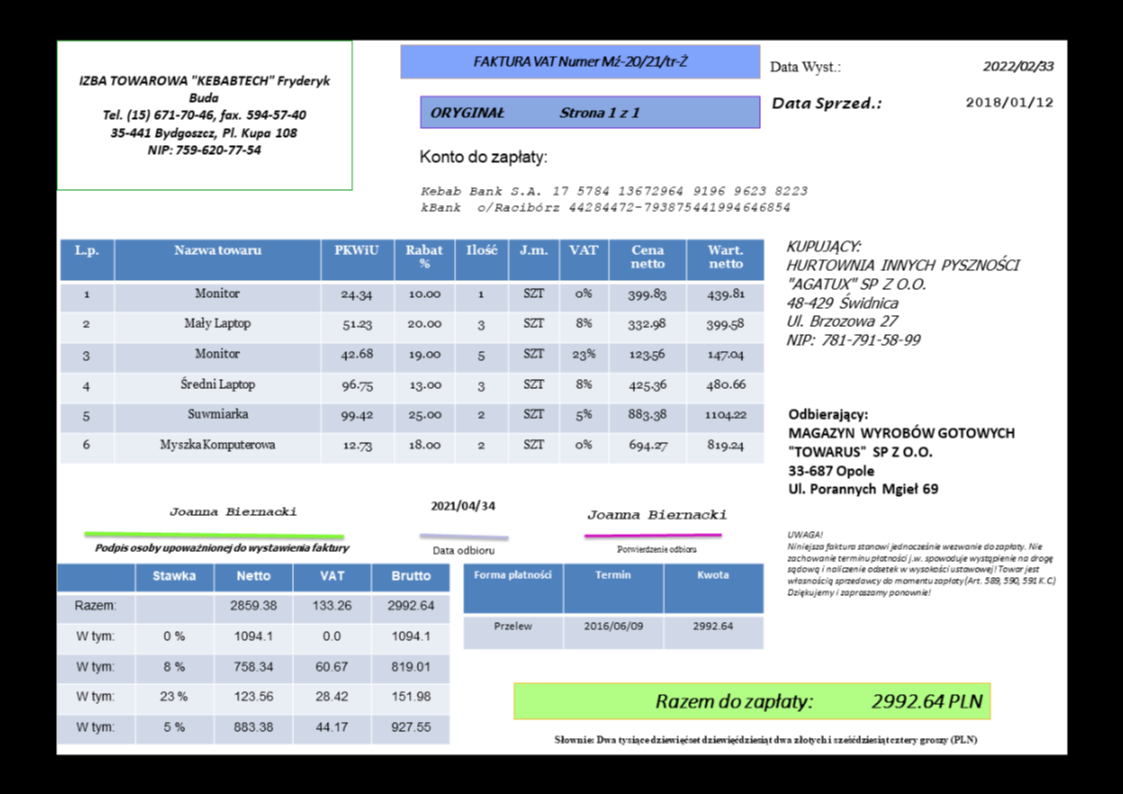 IZBA TOWAROWA "KEBABTECH" Fryderyk
Buda
Tel. (15) 671-70-46, fax. 594-57-40
35-441 Bydgoszcz, Pl. Kupa 108
NIP: 759-620-77-54
FAKTURA VAT Numer Mź-20/21/tr-Ż
ORYGINAŁ Strona 1 z 1
Data Wyst.: 2022/02/33
Data Sprzed.: 2018/01/12
Konto do zapłaty:
Kebab Bank S.A. 17 5784 13672964 9196 9623 8223
kBank o/Racibórz 44284472-793875441994646854
L.p. Nazwa towaru PKWiU Rabat % Ilość J.m. VAT Cena netto Wart. netto
1 Monitor 24.34 10.00 1 SZT 0% 399.83 439.81
2 Mały Laptop 51.23 20.00 3 SZT 8% 332.98 399.58
3 Monitor 42.68 19.00 5 SZT 23% 123.56 147.04
4 Średni Laptop 96.75 13.00 3 SZT 8% 425.36 480.66
5 Suwmiarka 99.42 25.00 2 SZT 5% 883.38 1104.22
6 Myszka Komputerowa 12.73 18.00 2 SZT 0% 694.27 819.24
KUPUJĄCY:
HURTOWNIA INNYCH PYSZNOŚCI
"AGATUX" SP Z O.O.
48-429 Świdnica
Ul. Brzozowa 27
NIP: 781-791-58-99
Odbierający:
MAGAZYN WYROBÓW GOTOWYCH
"TOWARUS" SP Z O.O.
33-687 Opole
Ul. Porannych Mgieł 69
Joanna Biernacki
Podpis osoby upoważnionej do wystawienia faktury
2021/04/34
Data odbioru
Joanna Biernacki
Potwierdzenie odbioru
UWAGA!
Niniejsza faktura stanowi jednocześnie wezwanie do zapłaty. Nie
zachowanie terminu płatności j.w. spowoduje wystąpienie na drogę
sądową i naliczenie odsetek w wysokości ustawowej! Towar jest
własnością sprzedawcy do momentu zapłaty (Art. 589, 590, 591 K.C.)
Dziękujemy i zapraszamy ponownie!
Stawka Netto VAT Brutto
Razem: 2859.38 133.26 2992.64
W tym: 0 % 1094.1 0.0 1094.1
W tym: 8 % 758.34 60.67 819.01
W tym: 23 % 123.56 28.42 151.98
W tym: 5 % 883.38 44.17 927.55
Forma płatności Termin Kwota
Przelew 2016/06/09 2992.64
Razem do zapłaty: 2992.64 PLN
Słownie: Dwa tysiące dziewięćset dziewięćdziesiąt dwa złotych i sześćdziesiąt cztery groszy (PLN)